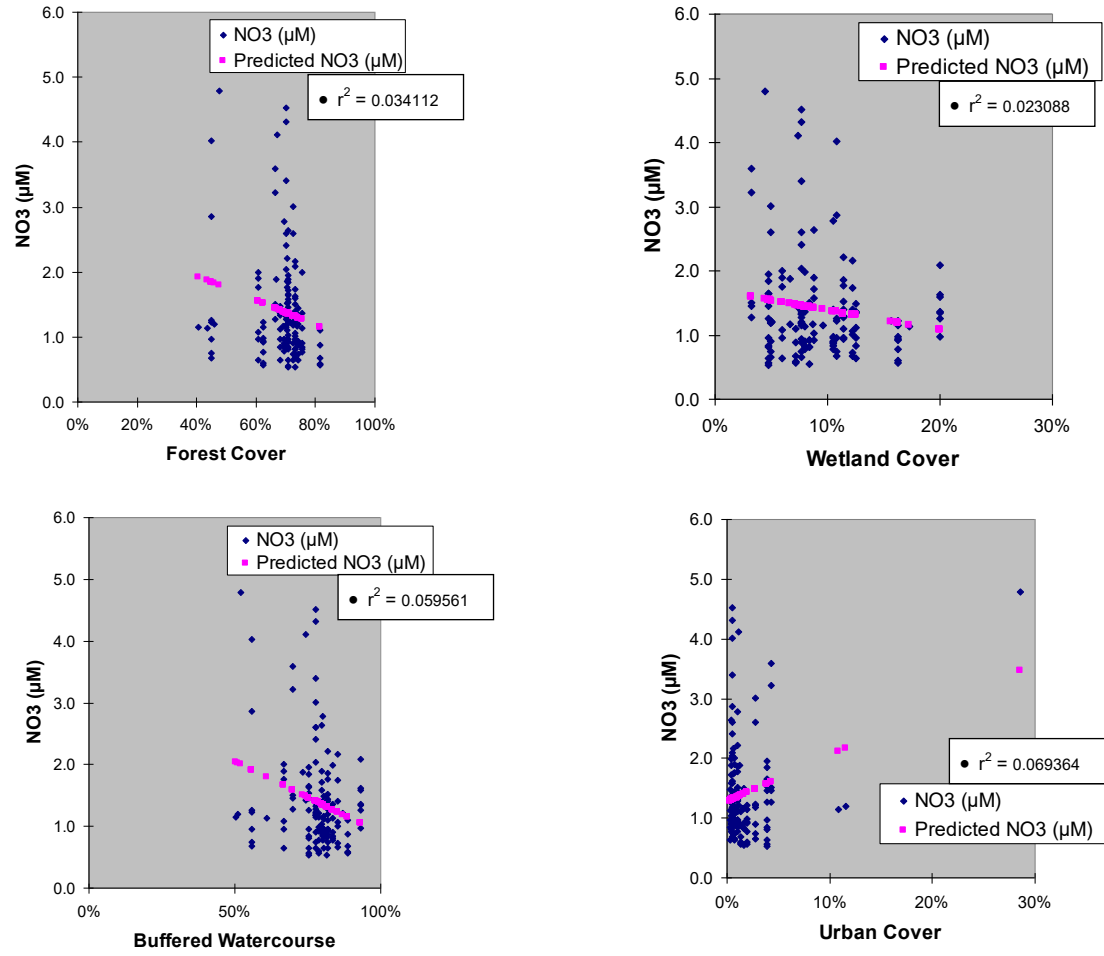 6.0
5.0
4.0
3.0
2.0
1.0
0.0
NO3 (µM)
NO3 (µM)
Predicted NO3 (µM)
• r2 = 0.034112
0% 20% 40% 60% 80% 100%
Forest Cover
6.0
5.0
4.0
3.0
2.0
1.0
0.0
NO3 (µM)
NO3 (µM)
Predicted NO3 (µM)
• r2 = 0.023088
0% 10% 20% 30%
Wetland Cover
6.0
5.0
4.0
3.0
2.0
1.0
0.0
NO3 (µM)
NO3 (µM)
Predicted NO3 (µM)
• r2 = 0.059561
0% 50% 100%
Buffered Watercourse
6.0
5.0
4.0
3.0
2.0
1.0
0.0
NO3 (µM)
• r2 = 0.069364
NO3 (µM)
Predicted NO3 (µM)
0% 10% 20% 30%
Urban Cover